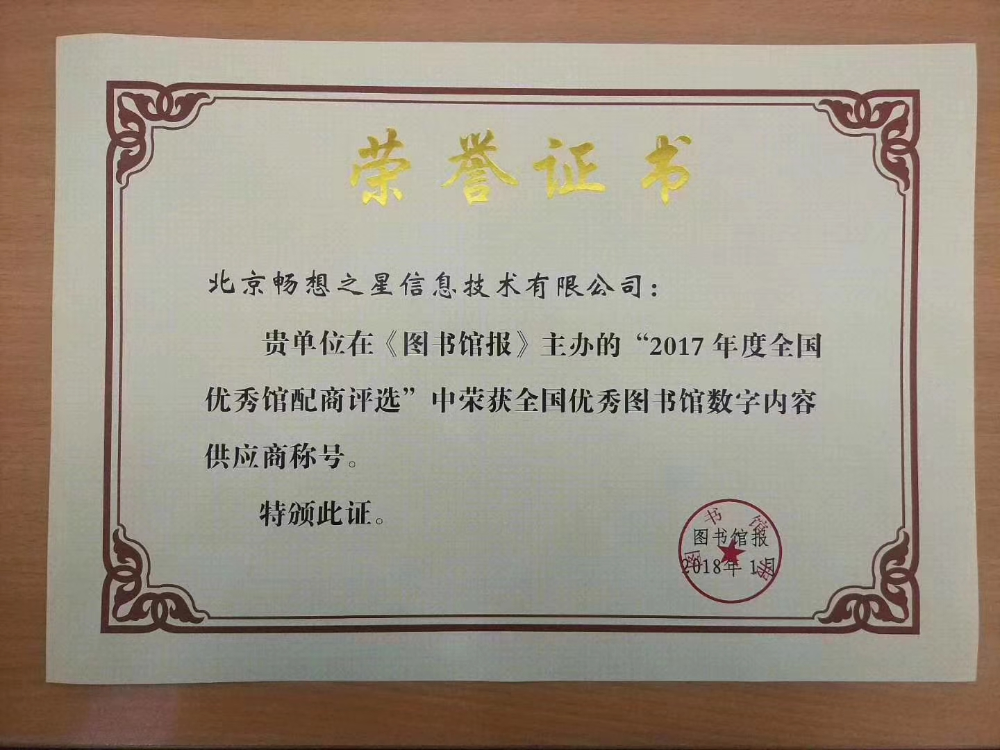 荣誉证书
北京畅想之星信息技术有限公司：
贵单位在《图书馆报》主办的“2017年度全国
优秀馆配商评选”中荣获全国优秀图书馆数字内容
供应商称号。
特颁此证。
图书馆报
图书馆报
2018年1月